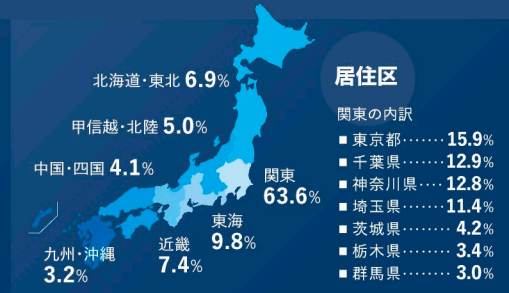 北海道・東北 6.9%
甲信越・北陸 5.0%
中国・四国 4.1%
関東
63.6%
東海
9.8%
近畿
7.4%
九州・沖縄
3.2%
居住区
関東の内訳
■ 東京都‥‥‥‥ 15.9%
■ 千葉県‥‥‥‥ 12.9%
■ 神奈川県‥‥ 12.8%
■ 埼玉県‥‥‥‥ 11.4%
■ 茨城県‥‥‥‥ 4.2%
■ 栃木県‥‥‥‥ 3.4%
■ 群馬県‥‥‥‥ 3.0%